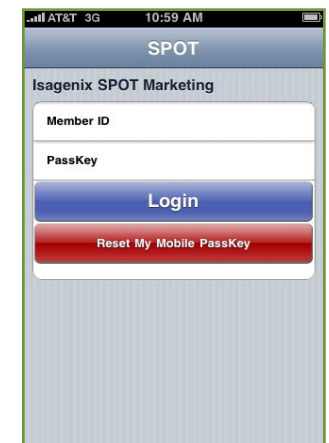 AT&T 3G 10:59 AM
SPOT
Isagenix SPOT Marketing
Member ID
PassKey
Login
Reset My Mobile PassKey